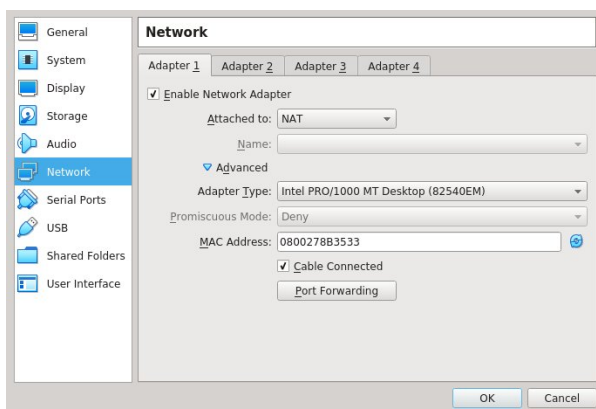 General
System
Display
Storage
Audio
Network
Serial Ports
USB
Shared Folders
User Interface
Network
Adapter 1 Adapter 2 Adapter 3 Adapter 4
Enable Network Adapter
Attached to: NAT
Name:
Advanced
Adapter Type: Intel PRO/1000 MT Desktop (82540EM)
Promiscuous Mode: Deny
MAC Address: 0800278B3533
Cable Connected
Port Forwarding
OK Cancel